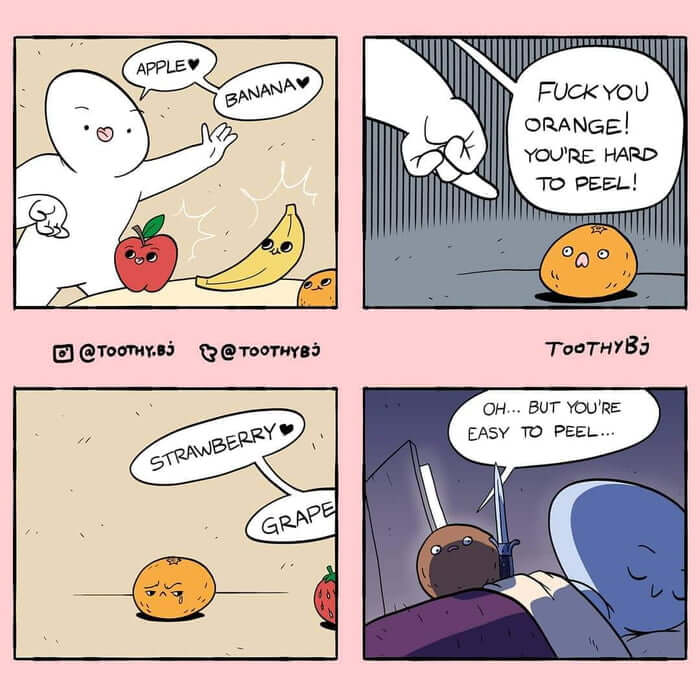 APPLE♥
BANANA♥
FUCK YOU
ORANGE!
YOU'RE HARD
TO PEEL!
@TOOTHY.BJ
@TOOTHYBJ
TOOTHYBJ
STRAWBERRY♥
GRAPE
OH... BUT YOU'RE
EASY TO PEEL...